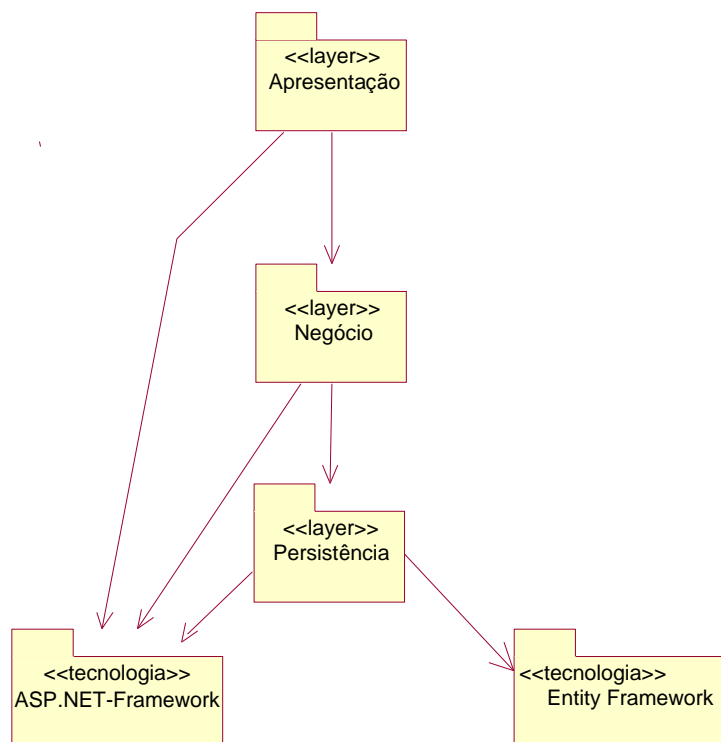 <<layer>>
Apresentação
<<layer>>
Negócio
<<layer>>
Persistência
<<tecnologia>>
ASP.NET-Framework
<<tecnologia>>
Entity Framework